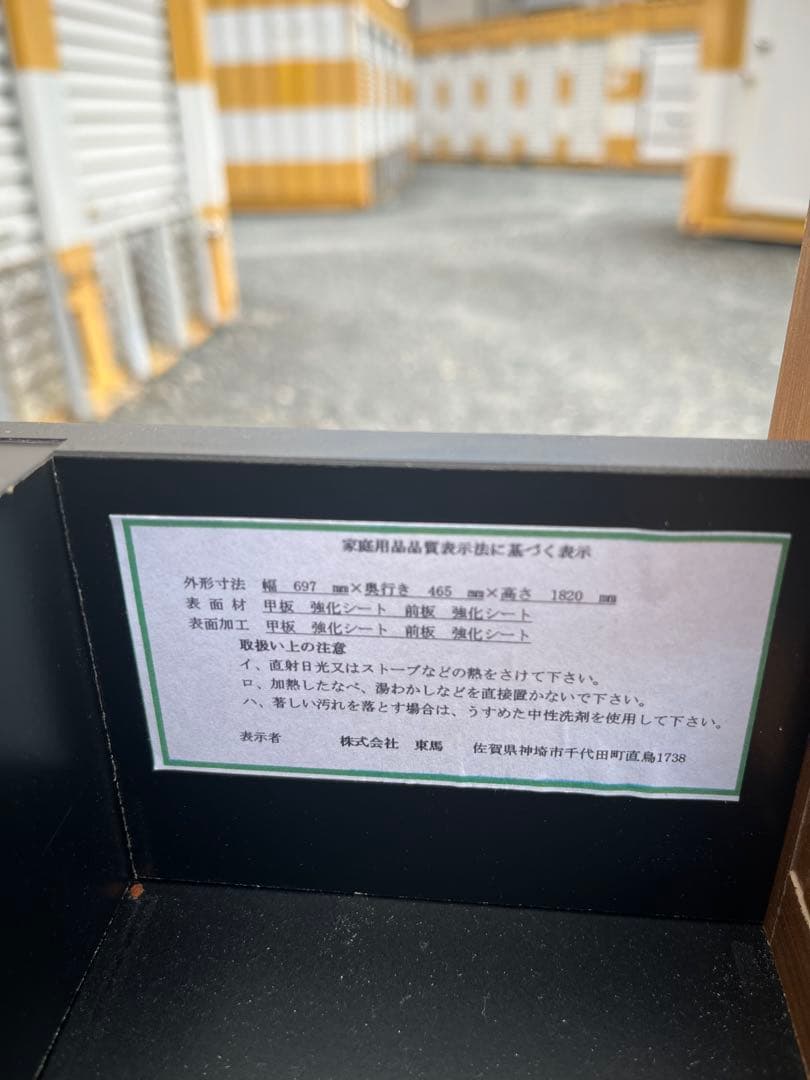 家庭用品品質表示法に基づく表示
外形寸法 幅 697 ㎜×奥行き 465 ㎜×高さ 1820 ㎜
表面材 甲板 強化シート 前板 強化シート
表面加工 甲板 強化シート 前板 強化シート
取扱い上の注意
イ、直射日光又はストーブなどの熱をさけて下さい。
ロ、加熱したなべ、湯わかしなどを直接置かないで下さい。
ハ、著しい汚れを落とす場合は、うすめた中性洗剤を使用して下さい。
表示者 株式会社 東馬 佐賀県神埼市千代田町直鳥1738